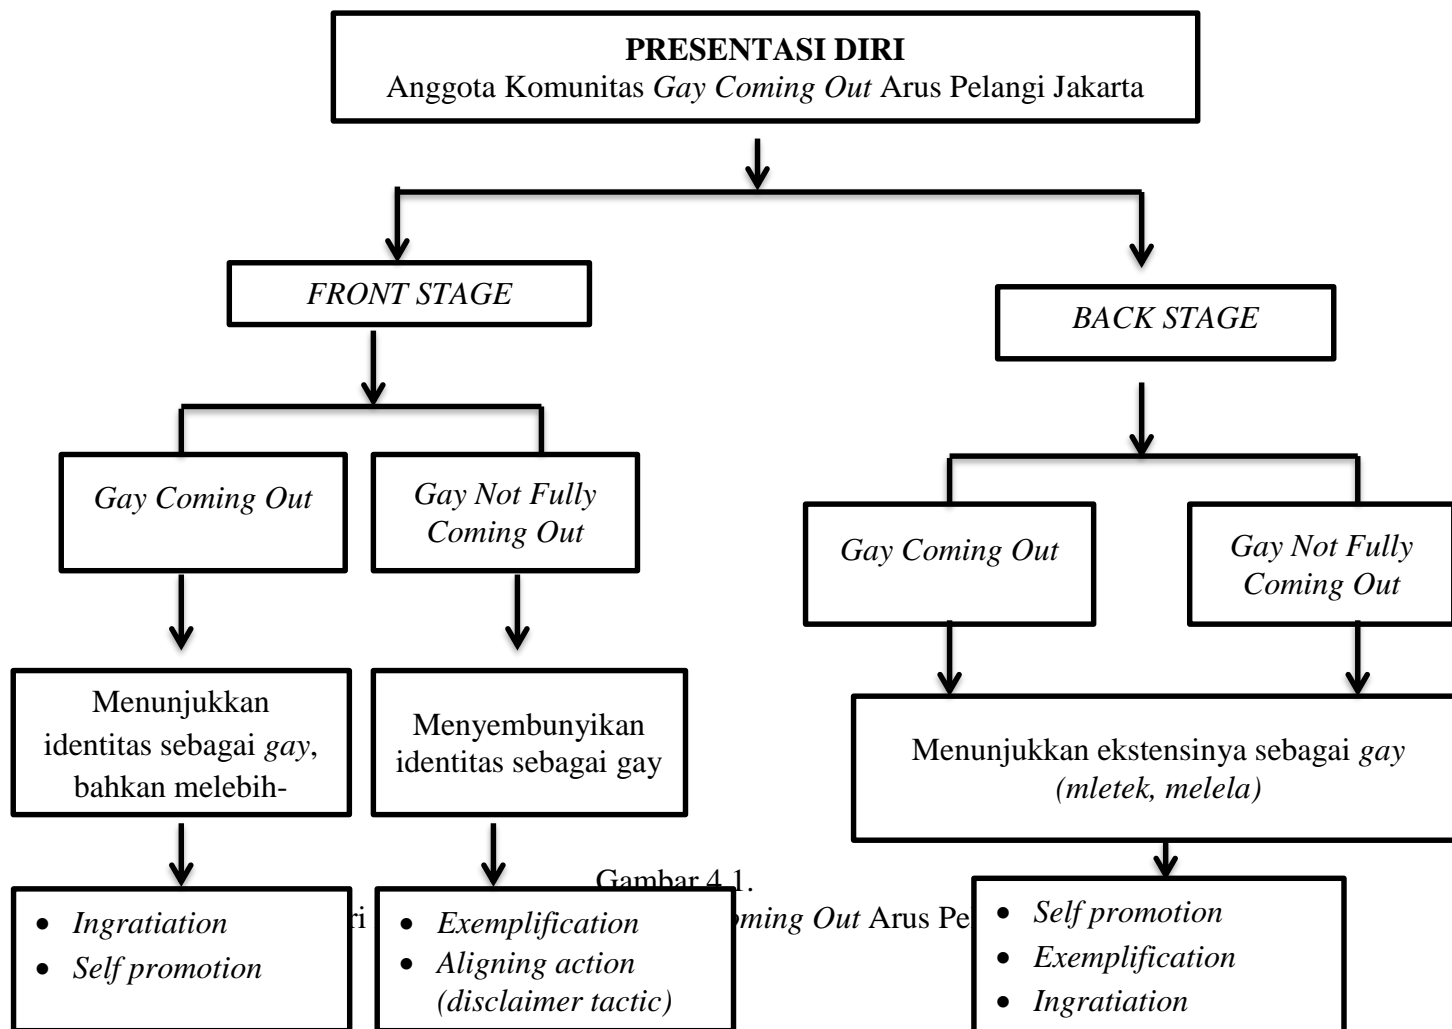 PRESENTASI DIRI
Anggota Komunitas Gay Coming Out Arus Pelangi Jakarta
FRONT STAGE
BACK STAGE
Gay Coming Out
Gay Not Fully
Coming Out
Gay Coming Out
Gay Not Fully
Coming Out
Menunjukkan
identitas sebagai gay,
bahkan melebih-
Menyembunyikan
identitas sebagai gay
Menunjukkan ekstensinya sebagai gay
(mletek, melela)
Gambar 4.1.
Out Arus
• Ingratiation
• Self promotion
• Exemplification
• Aligning action
(disclaimer tactic)
• Self promotion
• Exemplification
• Ingratiation